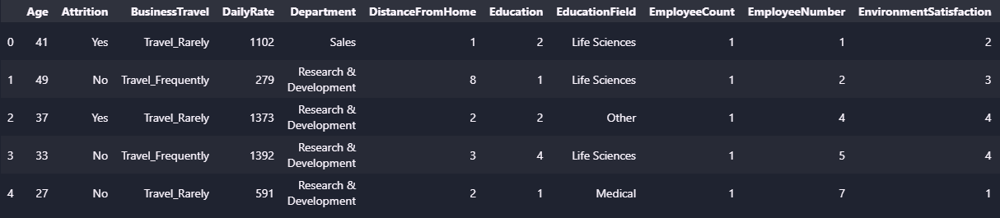 Age Attrition BusinessTravel DailyRate Department DistanceFromHome Education EducationField EmployeeCount EmployeeNumber EnvironmentSatisfaction
0 41 Yes Travel_Rarely 1102 Sales 1 2 Life Sciences 1 1 2
1 49 No Travel_Frequently 279 Research & Development 8 1 Life Sciences 1 2 3
2 37 Yes Travel_Rarely 1373 Research & Development 2 2 Other 1 4 4
3 33 No Travel_Frequently 1392 Research & Development 3 4 Life Sciences 1 5 4
4 27 No Travel_Rarely 591 Research & Development 2 1 Medical 1 7 1